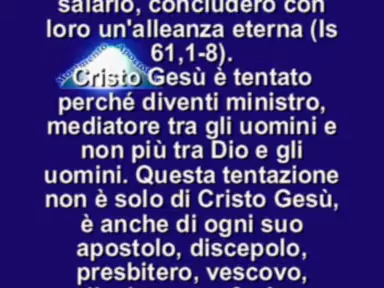 salario, concluderò con
loro un'alleanza eterna (Is
61,1-8).
Cristo Gesù è tentato
perché diventi ministro,
mediatore tra gli uomini e
non più tra Dio e gli
uomini. Questa tentazione
non è solo di Cristo Gesù,
è anche di ogni suo
apostolo, discepolo,
presbitero, vescovo,